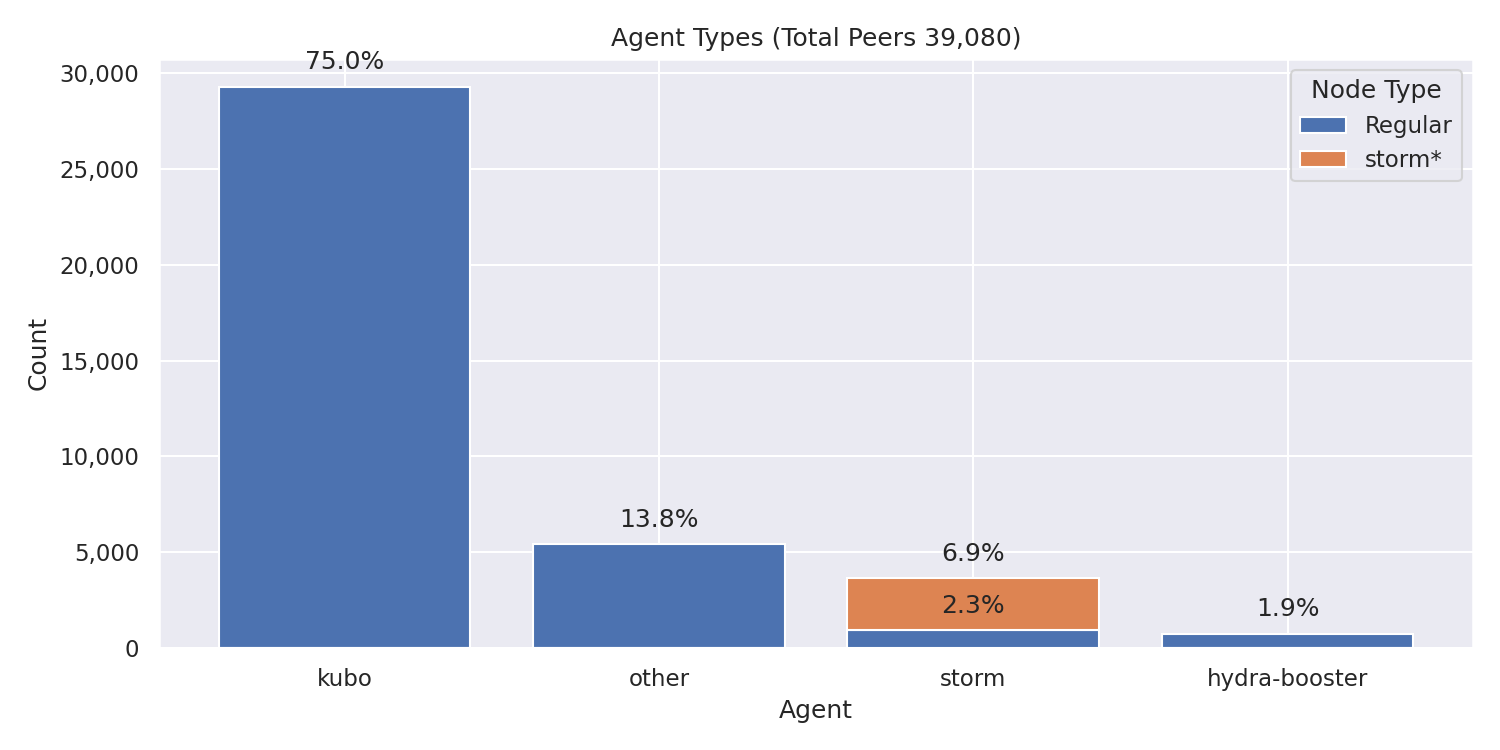 Agent Types (Total Peers 39,080)
75.0%
30,000
Node Type
Regular
storm*
25,000
20,000
Count
15,000
10,000
13.8%
5,000
6.9%
2.3%
1.9%
0
kubo
other
storm
hydra-booster
Agent